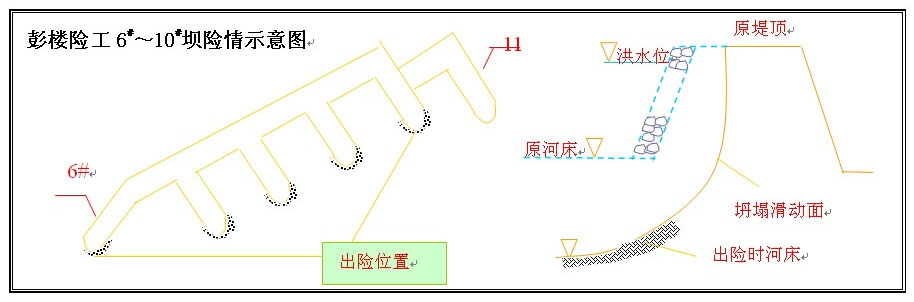 彭楼险工6#～10#坝险情示意图
11
6#
出险位置
原堤顶
洪水位
原河床
坍塌滑动面
出险时河床